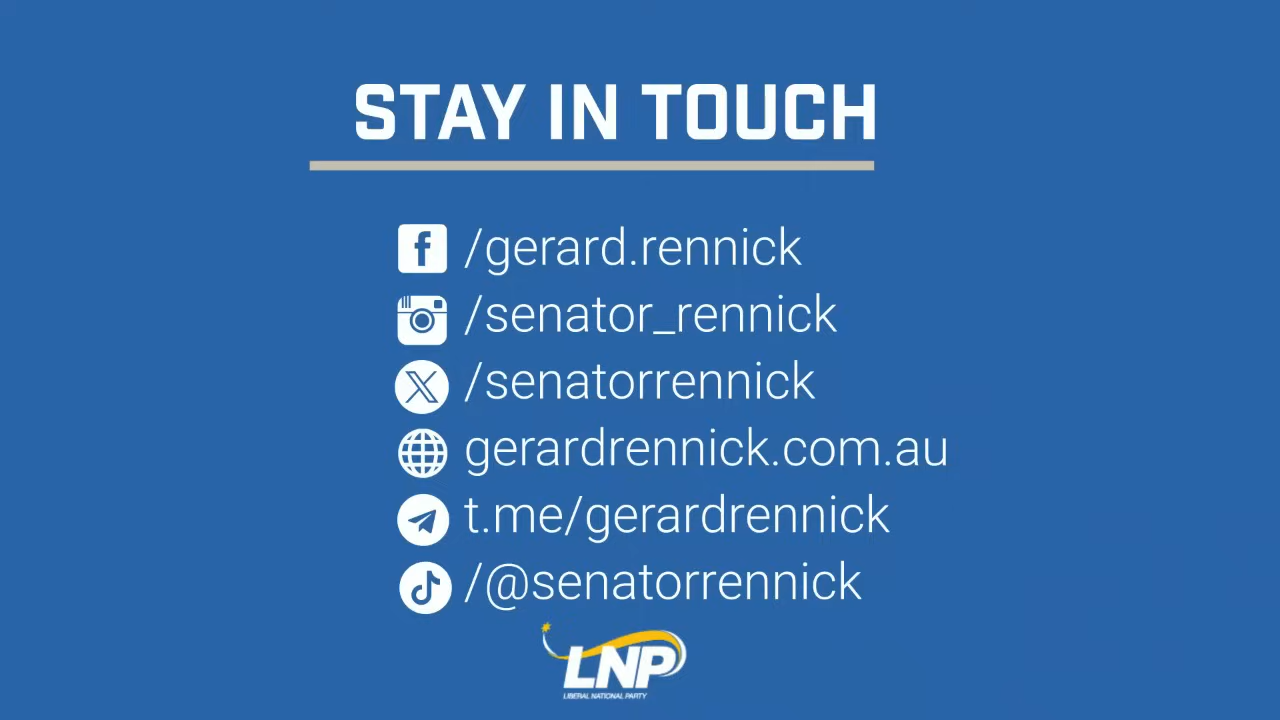 STAY IN TOUCH
/gerard.rennick
/senator_rennick
/senatorrennick
gerardrennick.com.au
t.me/gerardrennick
/@senatorrennick
LNP
LIBERAL NATIONAL PARTY